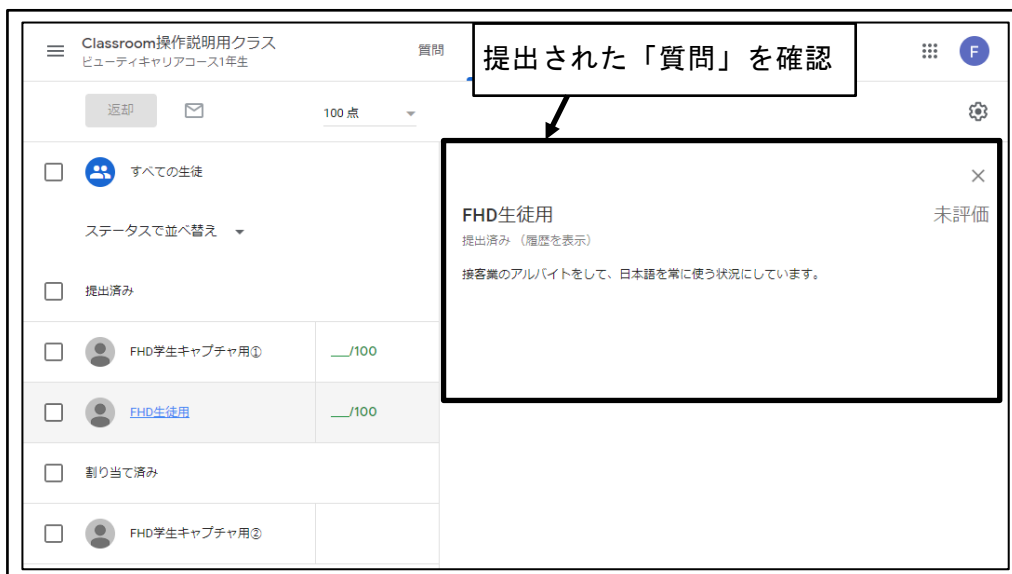 Classroom操作説明用クラス
ビューティキャリアコース1年生
質問
提出された「質問」を確認
F
返却
100 点
すべての生徒
ステータスで並べ替え
提出済み
FHD学生キャプチャ用①
__/100
FHD生徒用
__/100
割り当て済み
FHD学生キャプチャ用②
FHD生徒用
未評価
提出済み （履歴を表示）
接客業のアルバイトをして、日本語を常に使う状況にしています。